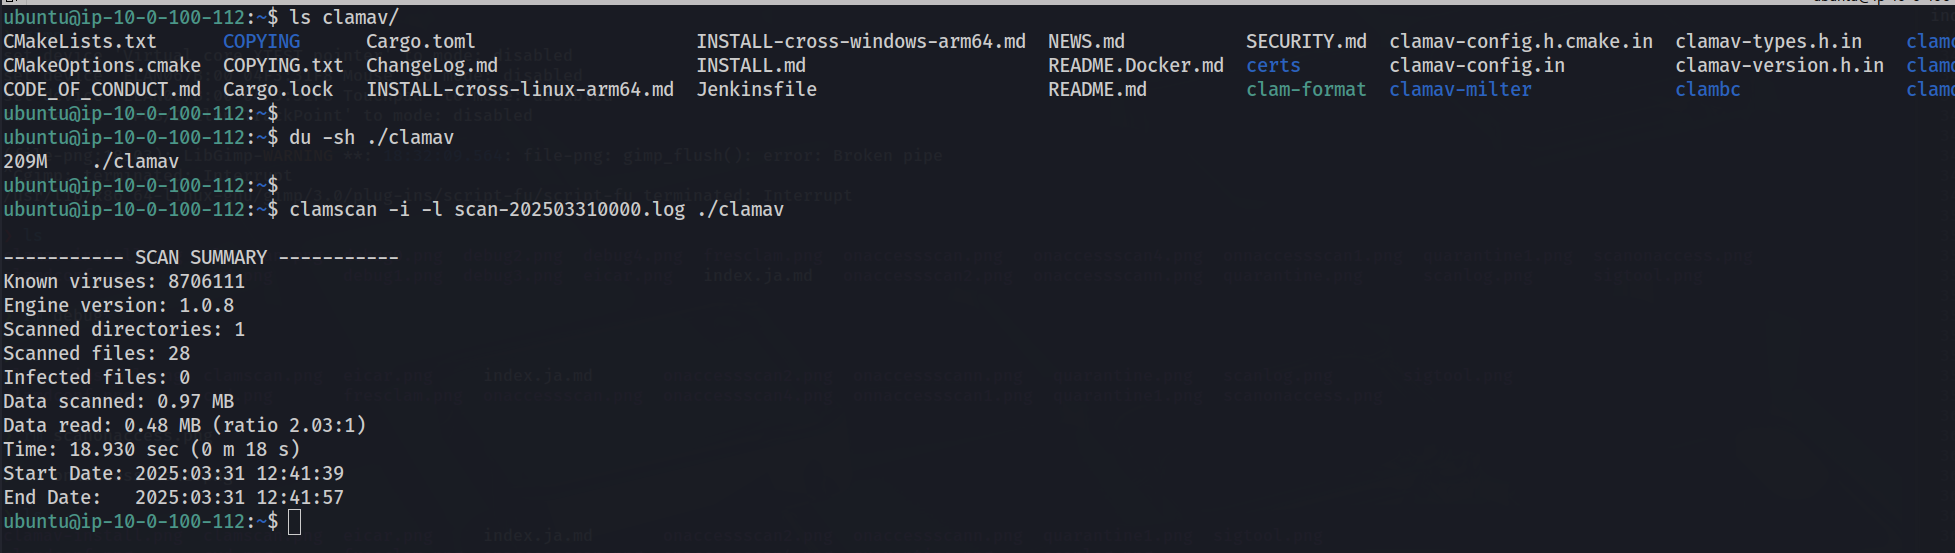 ubuntu@ip-10-0-100-112:~$ ls clamav/
CMakeLists.txt COPYING Cargo.toml INSTALL-cross-windows-arm64.md NEWS.md SECURITY.md clamav-config.h.cmake.in clamav-types.h.in
CMakeOptions.cmake COPYING.txt ChangeLog.md INSTALL.md README.Docker.md certs clamav-config.in clamav-version.h.in
CODE_OF_CONDUCT.md Cargo.lock INSTALL-cross-linux-arm64.md Jenkinsfile README.md clam-format clamav-milter clambc
ubuntu@ip-10-0-100-112:~$
ubuntu@ip-10-0-100-112:~$ du -sh ./clamav
209M ./clamav
ubuntu@ip-10-0-100-112:~$
ubuntu@ip-10-0-100-112:~$ clamscan -i -l scan-202503310000.log ./clamav
----------- SCAN SUMMARY -----------
Known viruses: 8706111
Engine version: 1.0.8
Scanned directories: 1
Scanned files: 28
Infected files: 0
Data scanned: 0.97 MB
Data read: 0.48 MB (ratio 2.03:1)
Time: 18.930 sec (0 m 18 s)
Start Date: 2025:03:31 12:41:39
End Date: 2025:03:31 12:41:57
ubuntu@ip-10-0-100-112:~$